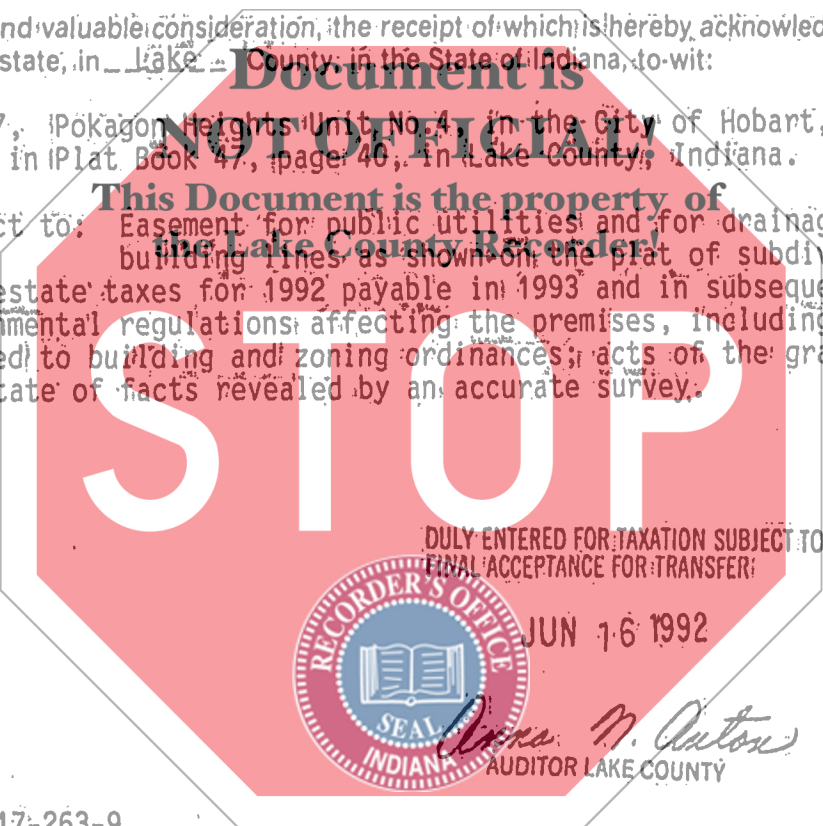 nd valuable consideration, the receipt of which is hereby acknowled
state, in Lake County, in the State of Indiana, to-wit:
Document is
7, Pokagon Heights Unit No 4, in the City of Hobart,
NOT OFFICIAL!
in Plat Book 47, page 40, in Lake County, Indiana.
This Document is the property of
ct to: Easement for public utilities and for drainag
the Lake County Recorder!
building lines as shown on the plat of subdiv
estate taxes for 1992 payable in 1993 and in subseque
nmental regulations affecting the premises, including
ed to building and zoning ordinances; acts of the gra
tate of facts revealed by an accurate survey.
STOP
DULY ENTERED FOR TAXATION SUBJECT TO
FINAL ACCEPTANCE FOR TRANSFER
JUN 16 1992
RECORDER'S OFFICE
SEAL
INDIANA
Anna N. Anton
AUDITOR LAKE COUNTY
17-263-9